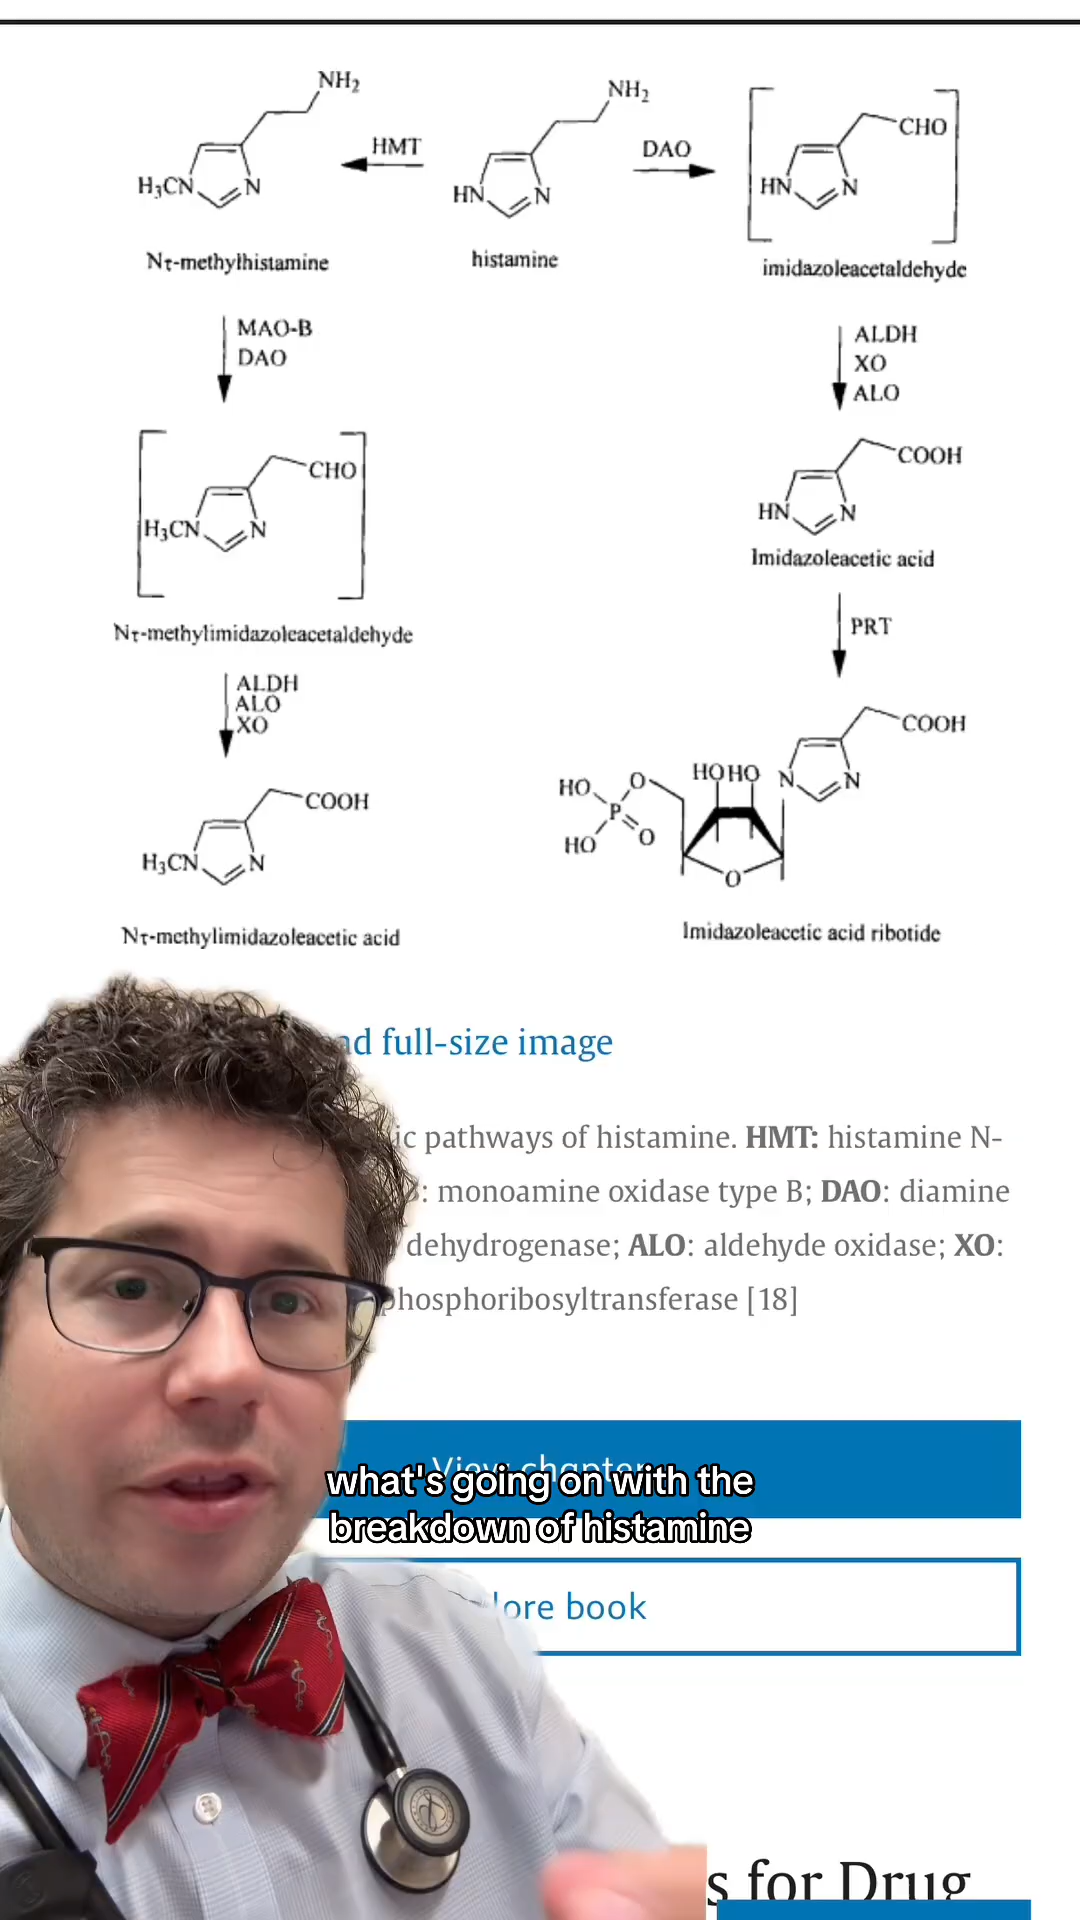 NH₂
NH₂
CHO
HMT
DAO
H₃CN
N
HN
N
HN
N
Nτ-methylhistamine
histamine
imidazoleacetaldehyde
MAO-B
DAO
ALDH
XO
ALO
CHO
H₃CN
N
COOH
HN
N
Imidazoleacetic acid
Nτ-methylimidazoleacetaldehyde
PRT
ALDH
ALO
XO
COOH
H₃CN
N
COOH
HO
O
HO HO
N
N
P
HO
O
O
Nτ-methylimidazoleacetic acid
Imidazoleacetic acid ribotide
full-size image
pathways of histamine. HMT: histamine N-
: monoamine oxidase type B; DAO: diamine
dehydrogenase; ALO: aldehyde oxidase; XO:
phosphoribosyltransferase [18]
View chapter
what's going on with the
breakdown of histamine
book
for Drug